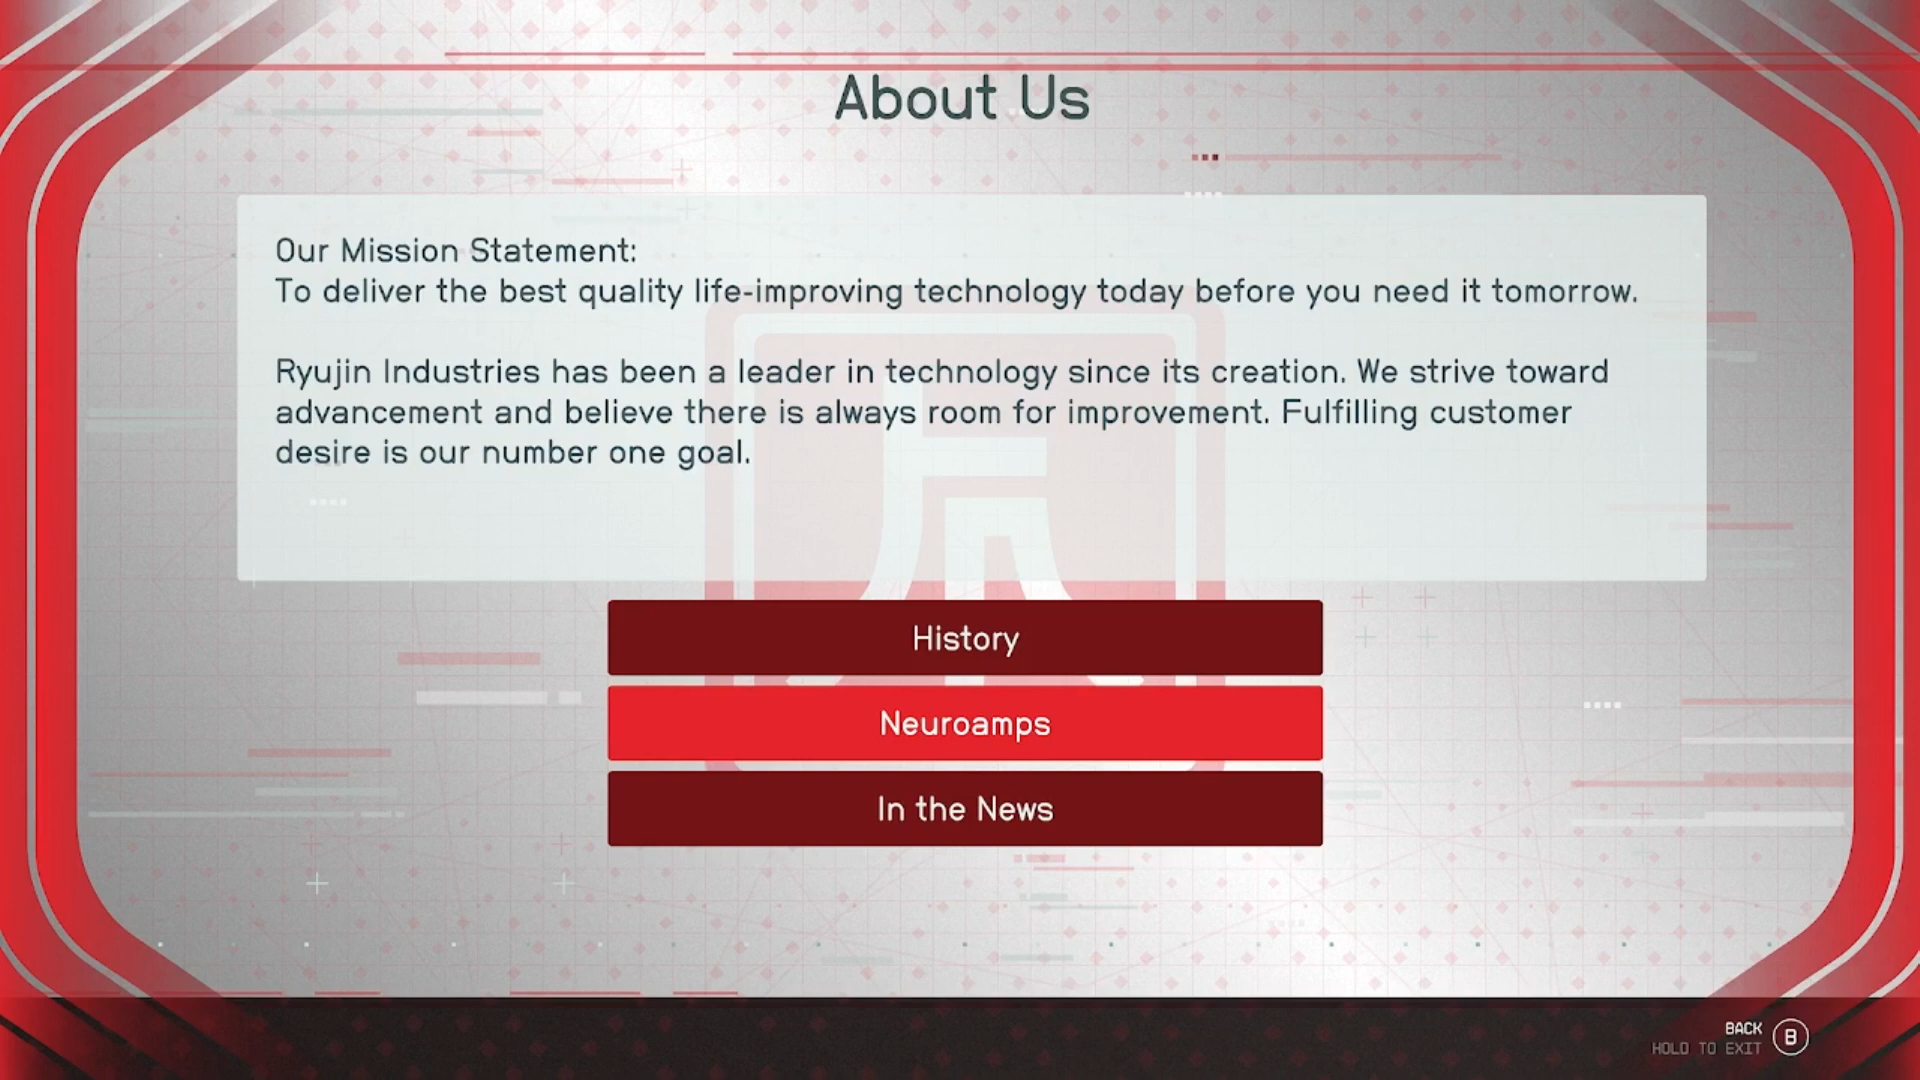 About Us
Our Mission Statement:
To deliver the best quality life-improving technology today before you need it tomorrow.
Ryujin Industries has been a leader in technology since its creation. We strive toward
advancement and believe there is always room for improvement. Fulfilling customer
desire is our number one goal.
History
Neuroamps
In the News
BACK
HOLD TO EXIT
B